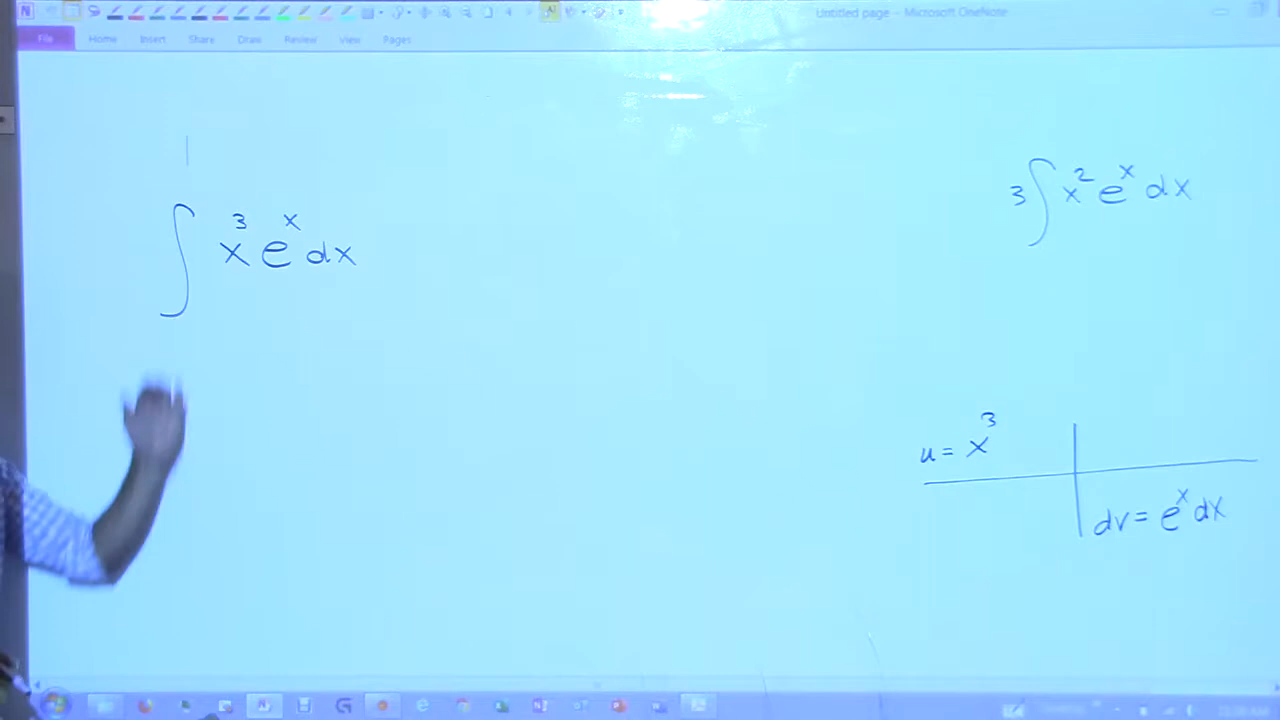 Untitled page - Microsoft OneNote
File Home Insert Share Draw Review View Pages
∫ x³ eˣ dx
3 ∫ x² eˣ dx
u = x³
dv = eˣ dx